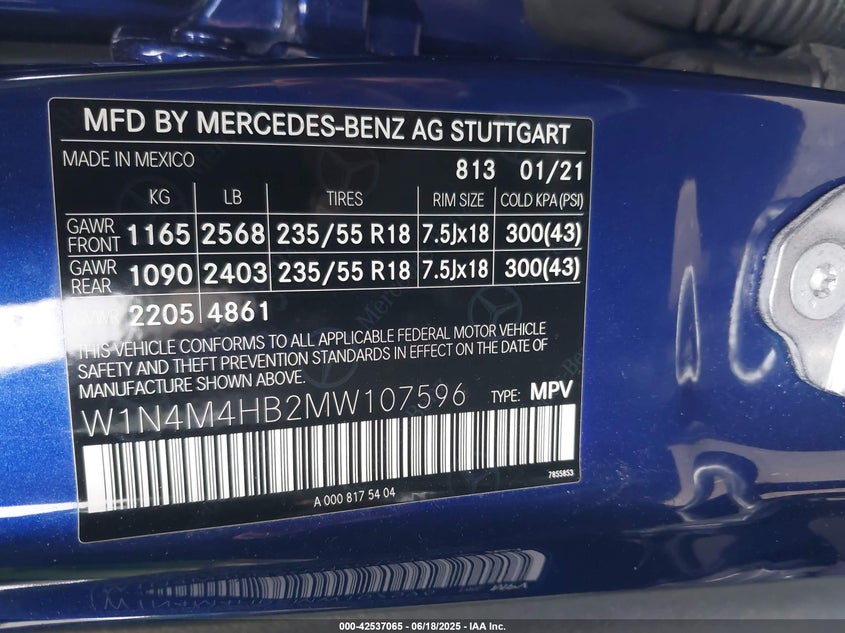 MFD BY MERCEDES-BENZ AG STUTTGART
MADE IN MEXICO 813 01/21
KG LB TIRES RIM SIZE COLD KPA (PSI)
GAWR FRONT 1165 2568 235/55 R18 7.5Jx18 300(43)
GAWR REAR 1090 2403 235/55 R18 7.5Jx18 300(43)
GVWR 2205 4861
THIS VEHICLE CONFORMS TO ALL APPLICABLE FEDERAL MOTOR VEHICLE
SAFETY AND THEFT PREVENTION STANDARDS IN EFFECT ON THE DATE OF
MANUFACTURE SHOWN ABOVE.
W1N4M4HB2MW107596 TYPE: MPV
7855853
A 000 817 54 04
000-42537065 - 06/18/2025 - IAA Inc.